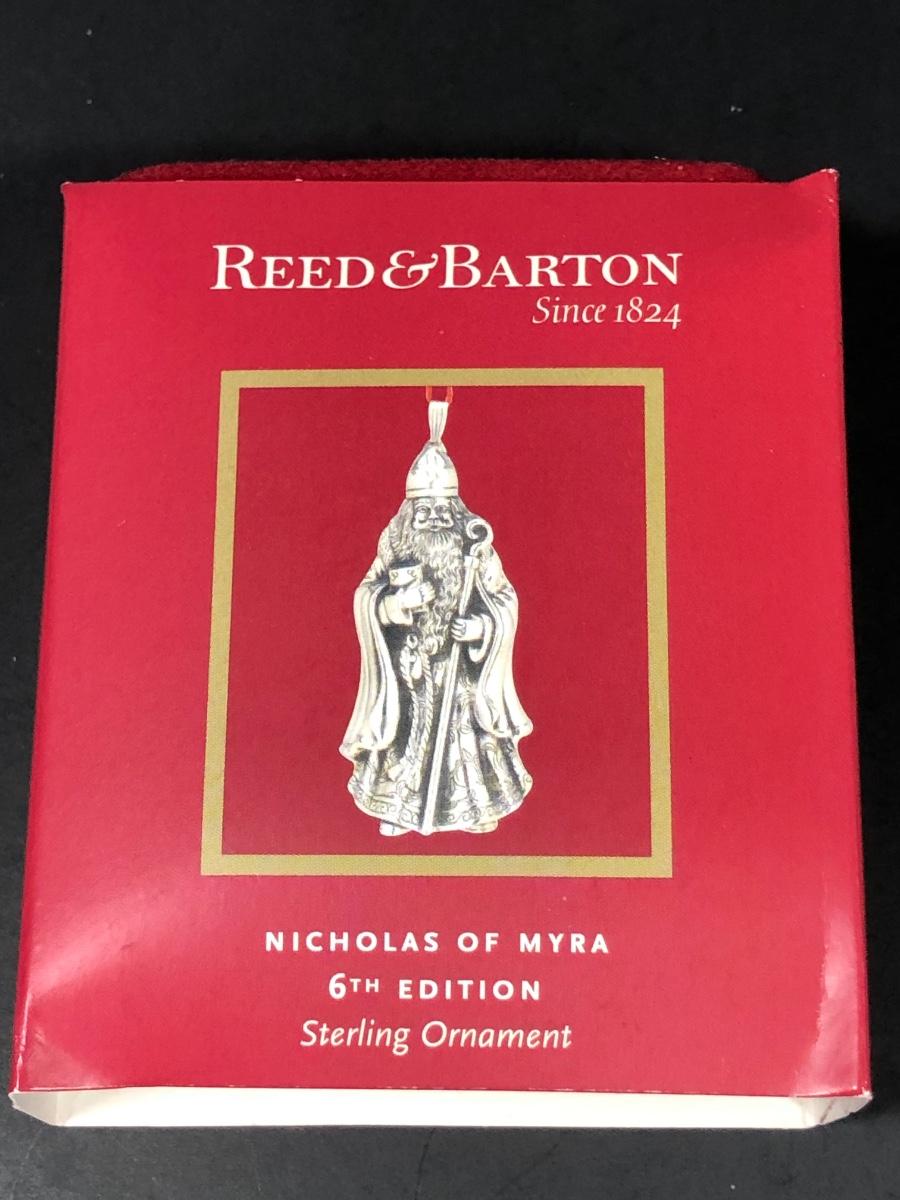 REED & BARTON
Since 1824
NICHOLAS OF MYRA
6TH EDITION
Sterling Ornament